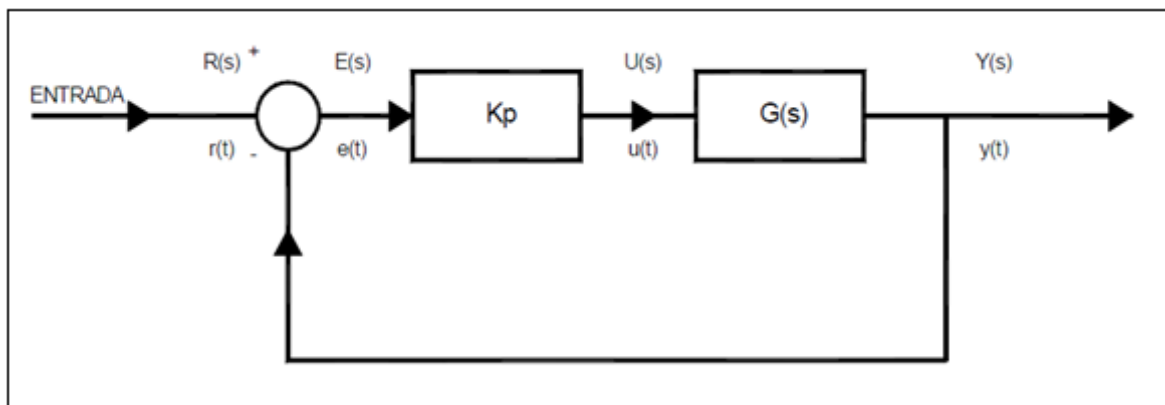 R(s) + E(s) U(s) Y(s)
ENTRADA Kp G(s)
r(t) - e(t) u(t) y(t)